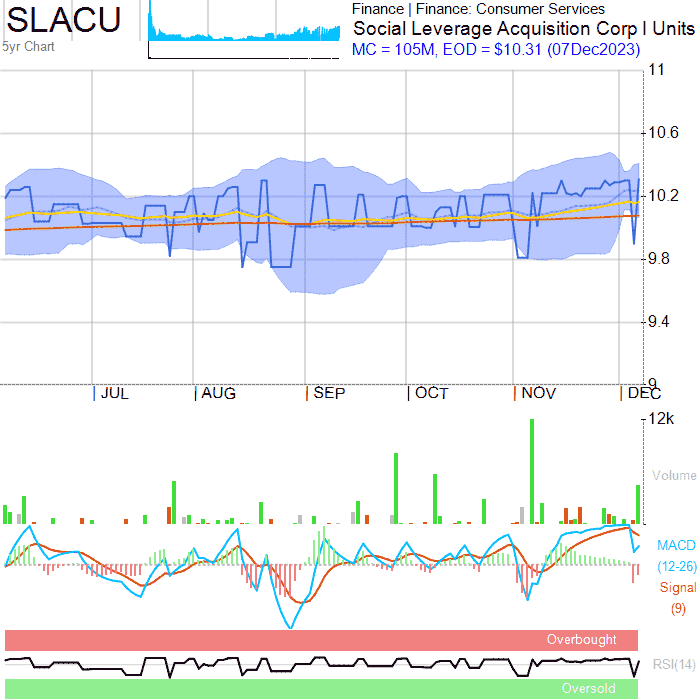 SLACU
5yr Chart
Finance | Finance: Consumer Services
Social Leverage Acquisition Corp I Units
MC = 105M, EOD = $10.31 (07Dec2023)
11
10.6
10.2
9.8
9.4
9
JUL AUG SEP OCT NOV DEC
12k
Volume
MACD
(12-26)
Signal
(9)
Overbought
RSI(14)
Oversold